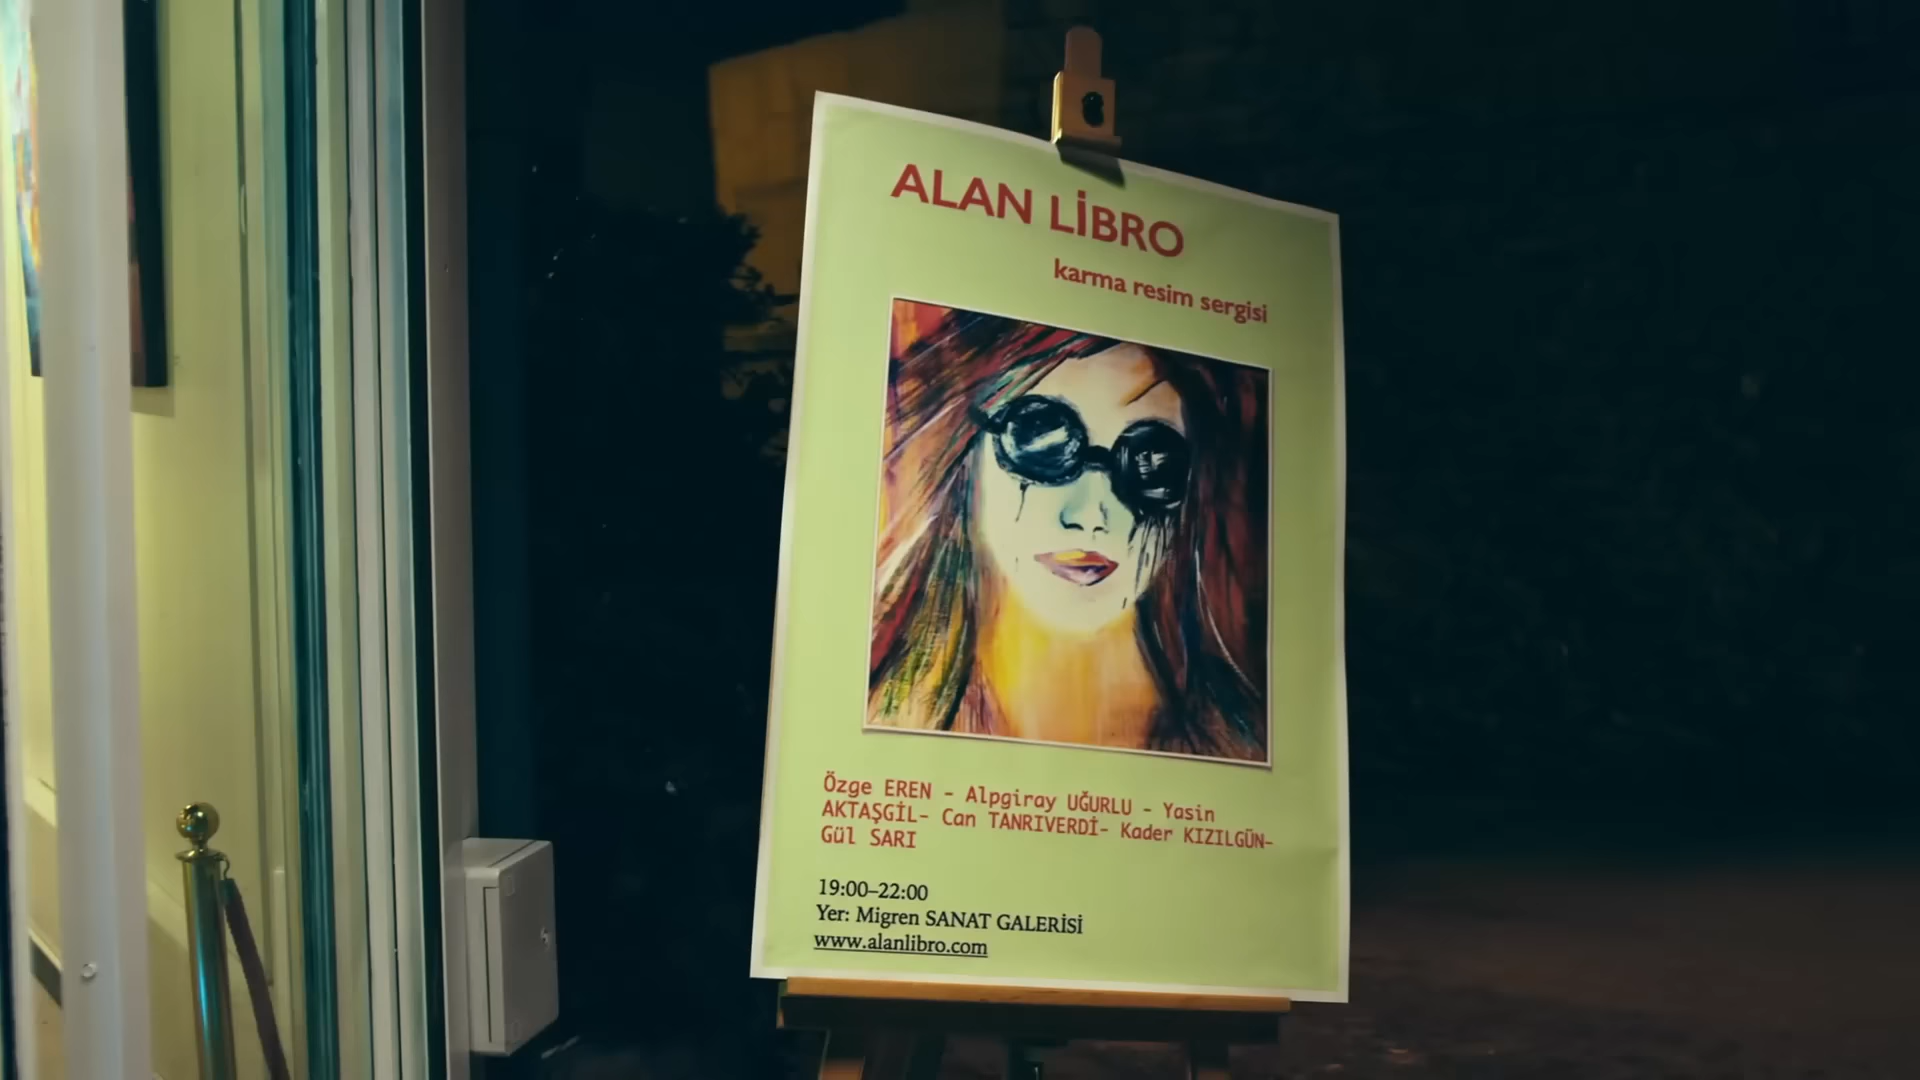 ALAN LİBRO
karma resim sergisi
Özge EREN - Alpgiray UĞURLU - Yasin
AKTAŞGİL- Can TANRIVERDİ- Kader KIZILGÜN-
Gül SARI
19:00–22:00
Yer: Migren SANAT GALERİSİ
www.alanlibro.com